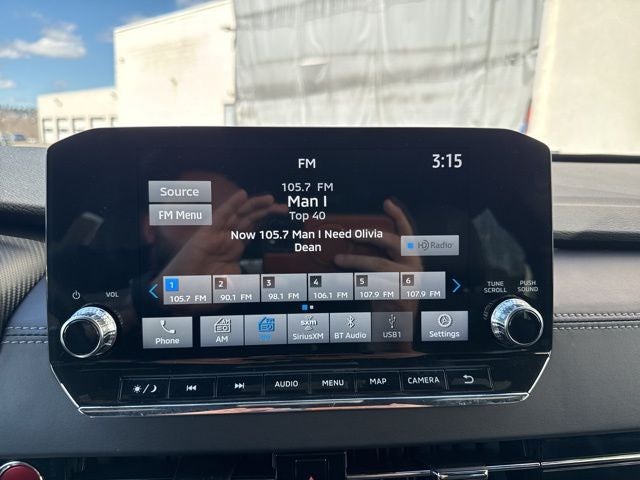 FM
3:15
105.7 FM
Source
Man I
Top 40
FM Menu
Now 105.7 Man I Need Olivia
Dean
HD Radio
1 2 3 4 5 6
105.7 FM 90.1 FM 98.1 FM 106.1 FM 107.9 FM 107.9 FM
VOL
TUNE
SCROLL
PUSH
SOUND
Phone AM SiriusXM BT Audio USB1 Settings
AUDIO MENU MAP CAMERA